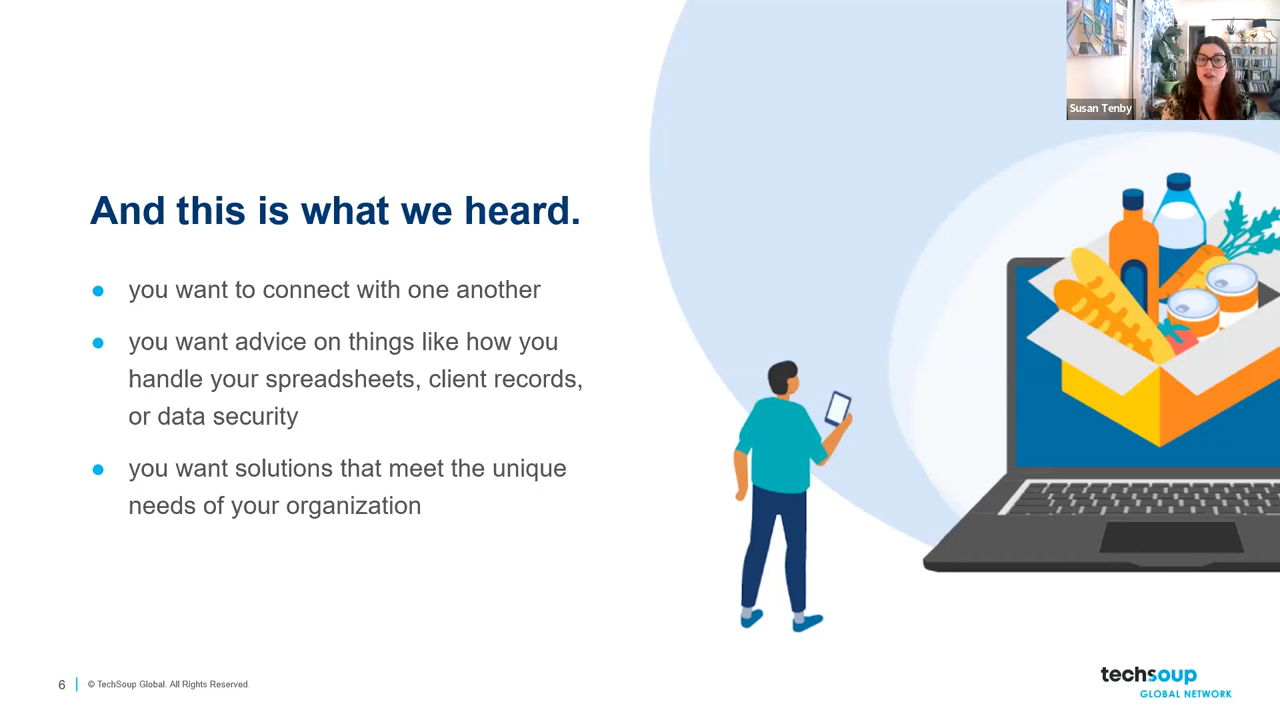 Susan Tenby
And this is what we heard.
● you want to connect with one another
● you want advice on things like how you
handle your spreadsheets, client records,
or data security
● you want solutions that meet the unique
needs of your organization
6 | © TechSoup Global. All Rights Reserved.
techsoup
GLOBAL NETWORK